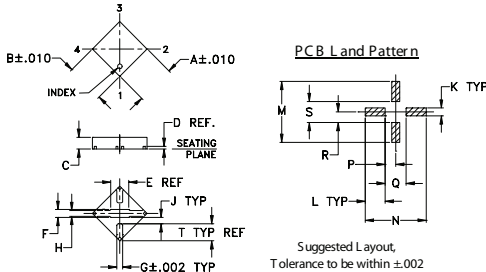 3
4
2
B±.010
A±.010
INDEX
1
D REF.
SEATING
PLANE
C
E REF
J TYP
F
H
T TYP REF
G±.002 TYP
PCB Land Pattern
K TYP
M
S
R
P
Q
L TYP
N
Suggested Layout,
Tolerance to be within ±.002